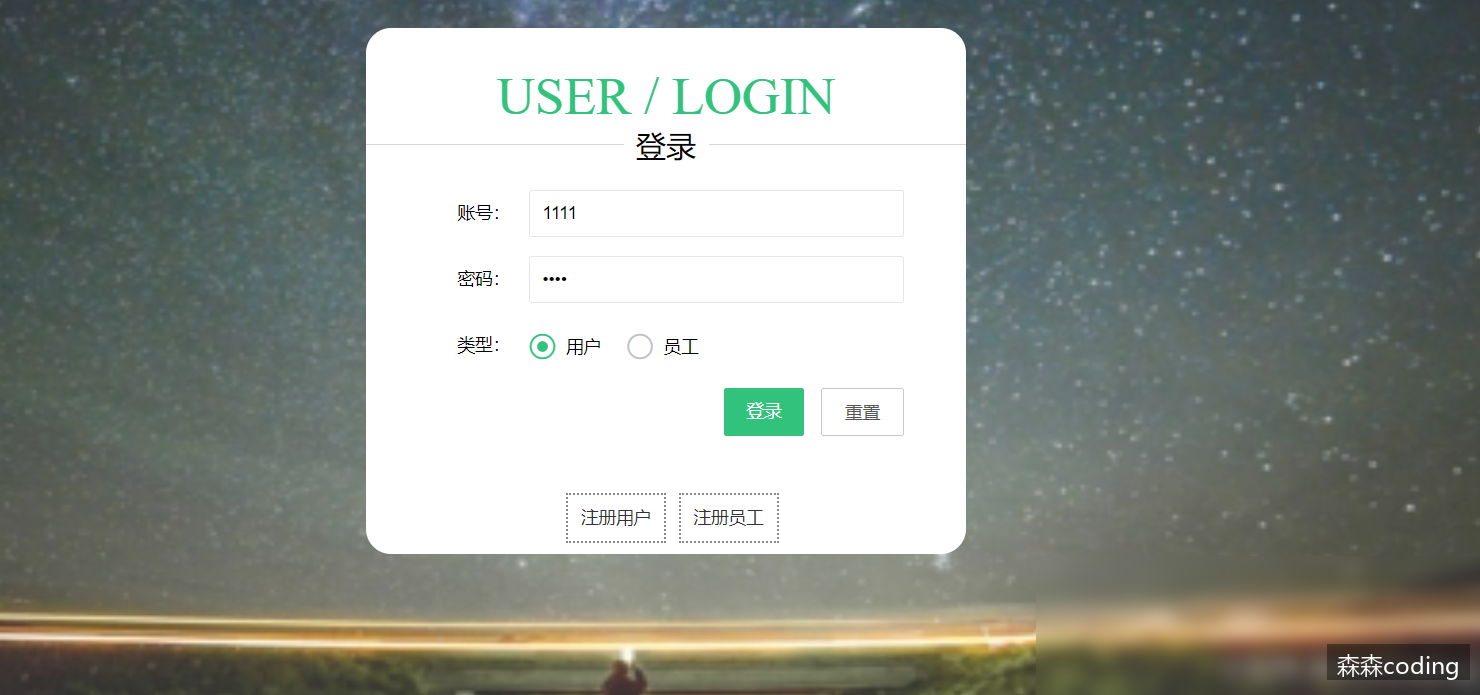 USER / LOGIN
登录
账号： 1111
密码： ••••
类型： 用户 员工
登录 重置
注册用户 注册员工
森森coding